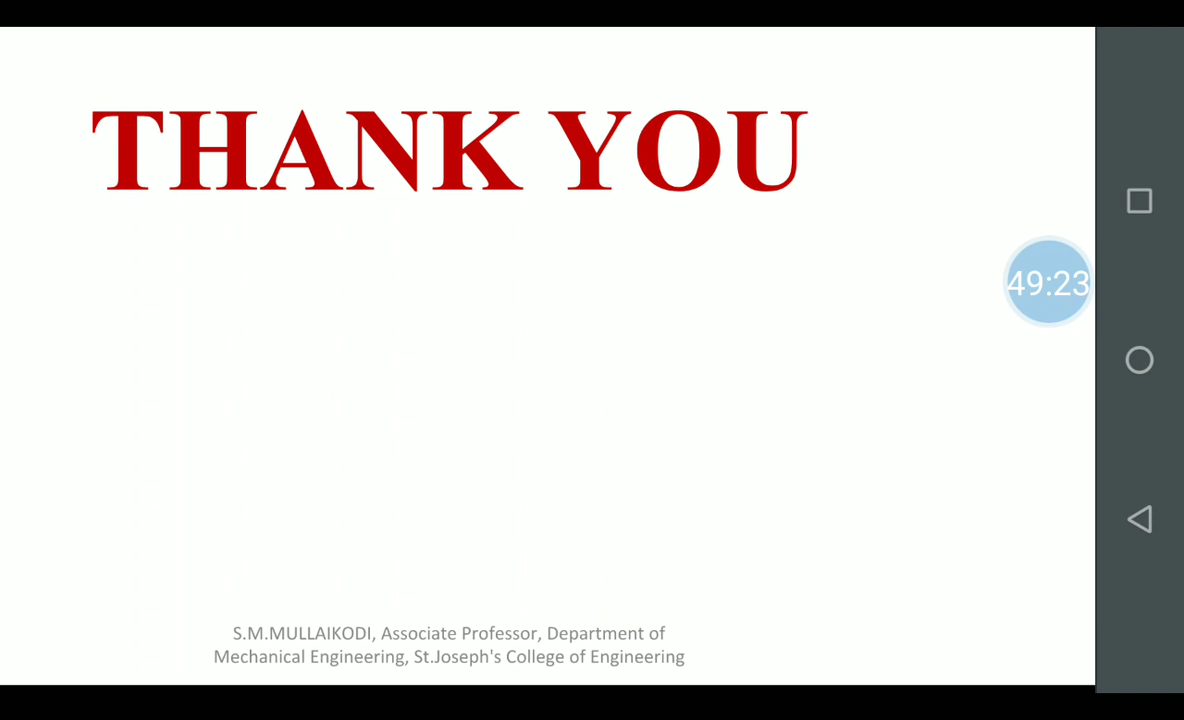 THANK YOU
49:23
S.M.MULLAIKODI, Associate Professor, Department of
Mechanical Engineering, St.Joseph's College of Engineering